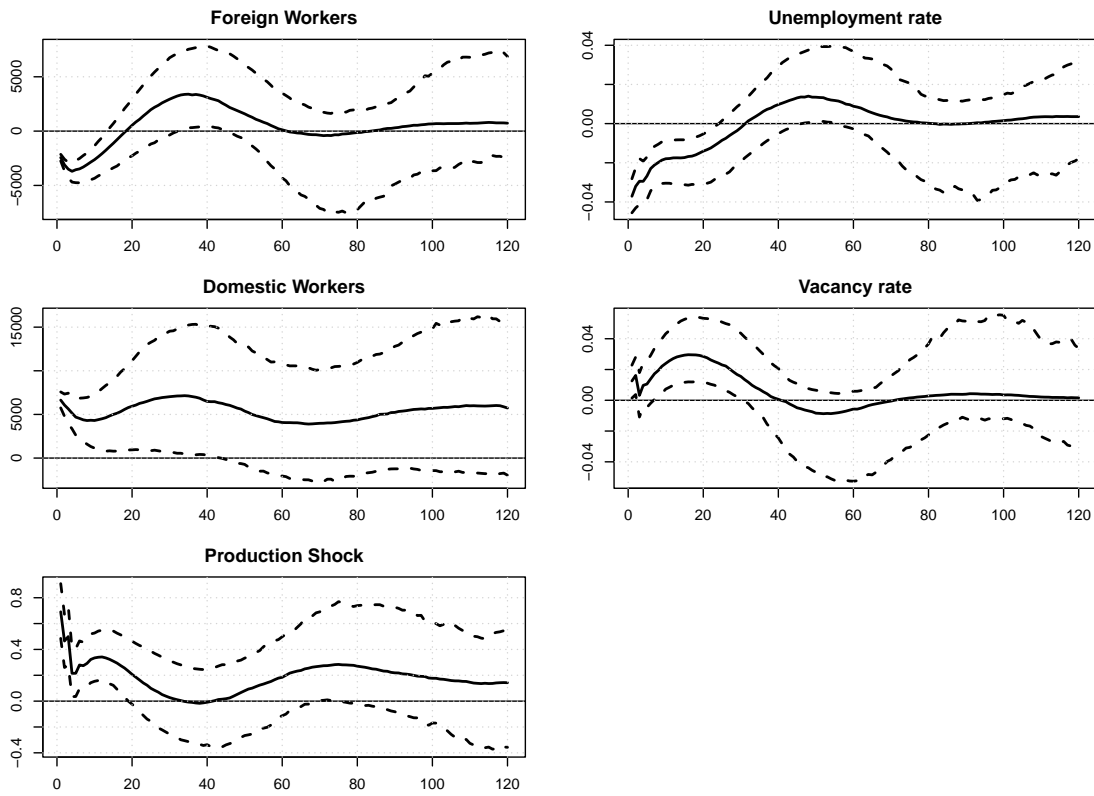 Foreign Workers
5000
0
−5000
0 20 40 60 80 100 120
Unemployment rate
0.04
0.00
−0.04
0 20 40 60 80 100 120
Domestic Workers
15000
5000
0
0 20 40 60 80 100 120
Vacancy rate
0.04
0.00
−0.04
0 20 40 60 80 100 120
Production Shock
0.8
0.4
0.0
−0.4
0 20 40 60 80 100 120